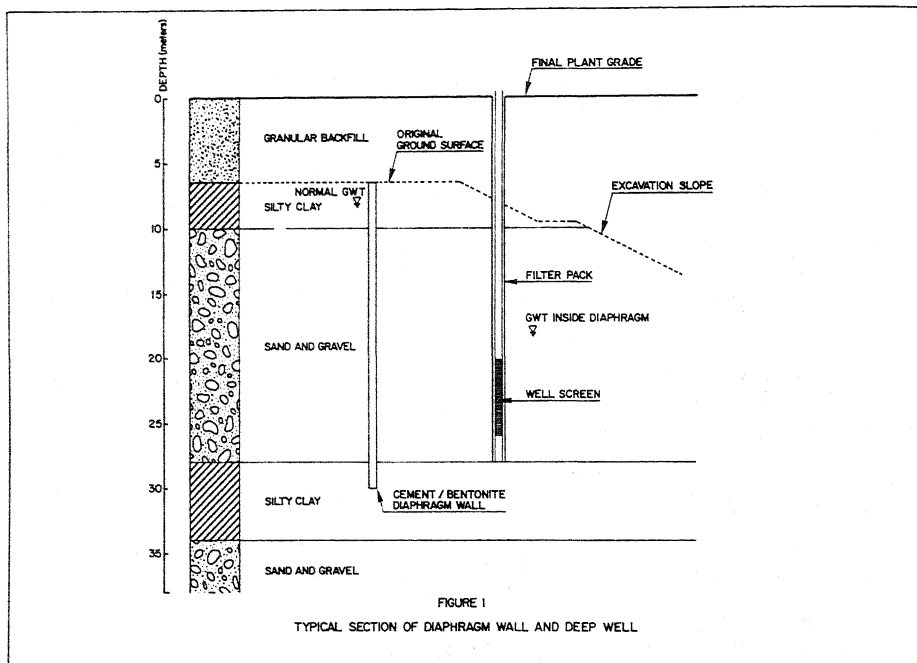 DEPTH (meters)
FINAL PLANT GRADE
0
GRANULAR BACKFILL
ORIGINAL
GROUND SURFACE
5
NORMAL GWT
EXCAVATION SLOPE
SILTY CLAY
10
FILTER PACK
15
GWT INSIDE DIAPHRAGM
SAND AND GRAVEL
20
WELL SCREEN
25
30
SILTY CLAY
CEMENT / BENTONITE
DIAPHRAGM WALL
35
SAND AND GRAVEL
FIGURE 1
TYPICAL SECTION OF DIAPHRAGM WALL AND DEEP WELL